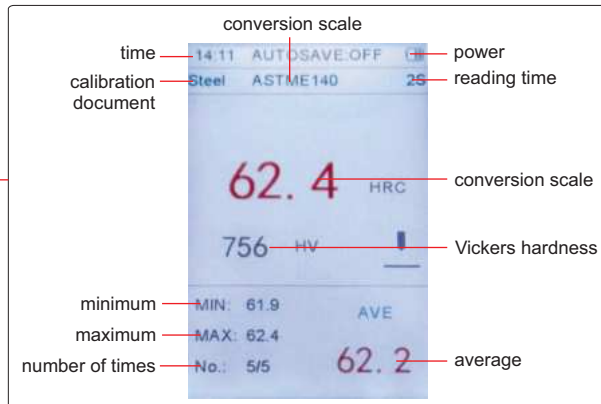 conversion scale
time 14:11 AUTOSAVE:OFF power
calibration document Steel ASTME140 2S reading time
62.4 HRC conversion scale
756 HV Vickers hardness
minimum MIN: 61.9 AVE
maximum MAX: 62.4
number of times No.: 5/5 62.2 average